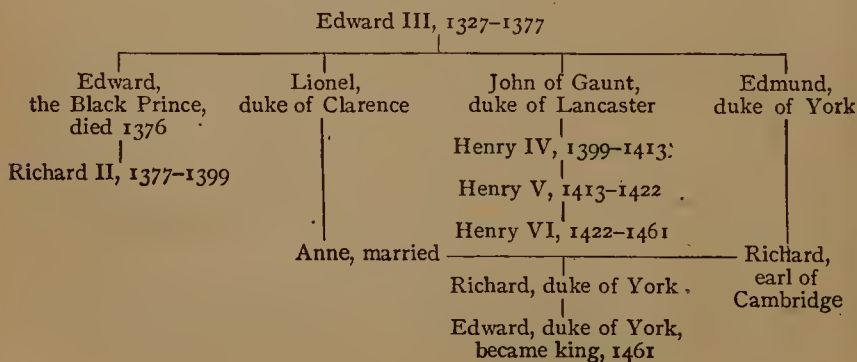 Edward III, 1327–1377
Edward,
the Black Prince,
died 1376
Richard II, 1377–1399
Lionel,
duke of Clarence
John of Gaunt,
duke of Lancaster
Edmund,
duke of York
Henry IV, 1399–1413
Henry V, 1413–1422
Henry VI, 1422–1461
Anne, married
Richard,
earl of
Cambridge
Richard, duke of York
Edward, duke of York,
became king, 1461